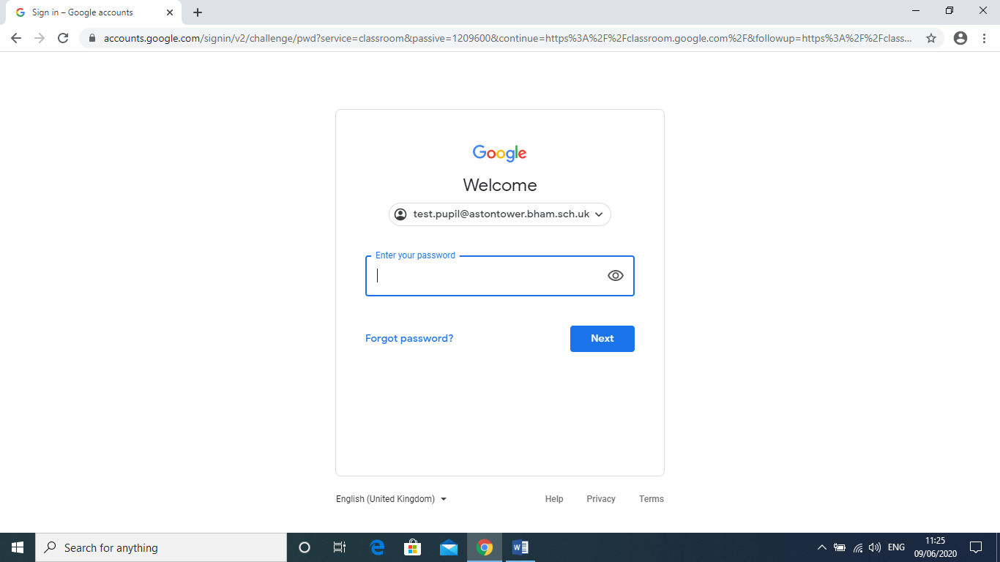 Sign in – Google accounts
accounts.google.com/signin/v2/challenge/pwd?service=classroom&passive=1209600&continue=https%3A%2F%2Fclassroom.google.com%2F&followup=https%3A%2F%2Fclass...
Google
Welcome
test.pupil@astontower.bham.sch.uk
Enter your password
Forgot password?
Next
English (United Kingdom)
Help Privacy Terms
Search for anything
ENG
11:25
09/06/2020